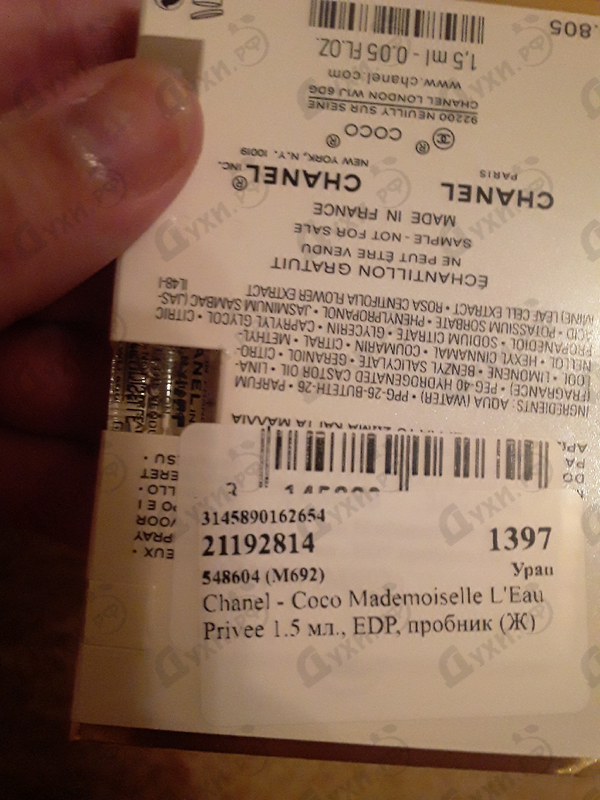 .805
1,5 ml - 0.05 FL.OZ.
www.chanel.com
CHANEL LONDON W1J 6DG
92200 NEUILLY SUR SEINE
COCO ®
®
NEW YORK, N.Y. 10019
CHANEL ® INC.
CHANEL
PARIS
MADE IN FRANCE
SAMPLE - NOT FOR SALE
NE PEUT ÊTRE VENDU
ÉCHANTILLON GRATUIT
IL48-I
INGREDIENTS: AQUA (WATER) • PPG-26-BUTETH-26 • PARFUM
(FRAGRANCE) • PEG-40 HYDROGENATED CASTOR OIL • LINA-
LOOL • LIMONENE • BENZYL SALICYLATE • GERANIOL • CITRO-
NELLOL • HEXYL CINNAMAL • COUMARIN • CITRAL • METHYL-
PROPANEDIOL • SODIUM CITRATE • GLYCERIN • CAPRYLYL GLYCOL • CITRIC
ACID • POTASSIUM SORBATE • PHENYLPROPANOL • JASMINUM SAMBAC (JAS-
MINE) LEAF CELL EXTRACT • ROSA CENTIFOLIA FLOWER EXTRACT
3145890162654
21192814 1397
548604 (M692) Урал
Chanel - Coco Mademoiselle L'Eau
Privee 1.5 мл., EDP, пробник (Ж)
Духи.РФ